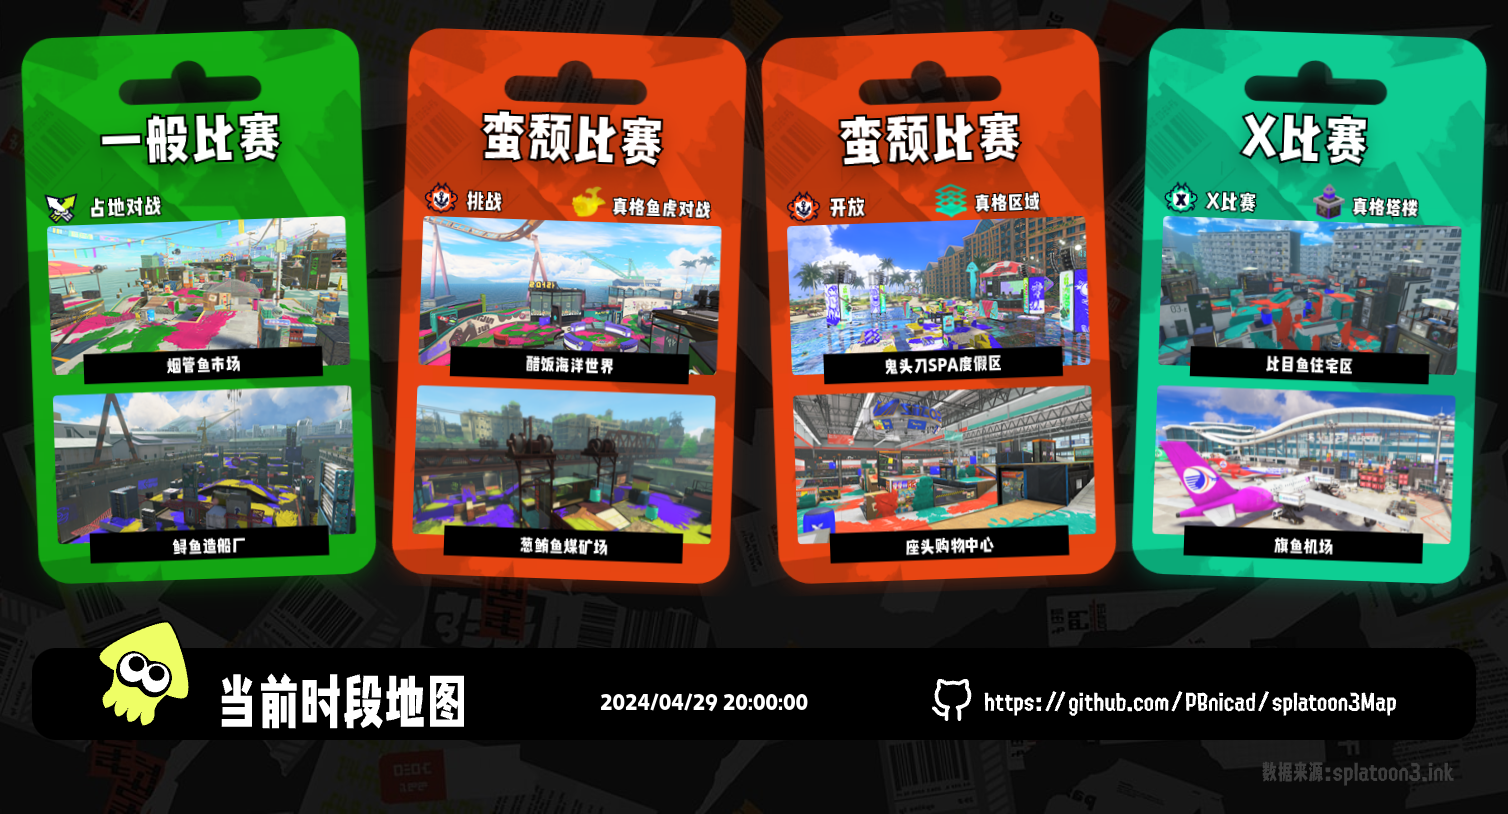 一般比赛
占地对战
烟管鱼市场
鲟鱼造船厂
蛮颓比赛
挑战
真格鱼虎对战
醋饭海洋世界
葱鲔鱼煤矿场
蛮颓比赛
开放
真格区域
鬼头刀SPA度假区
座头购物中心
X比赛
X比赛
真格塔楼
比目鱼住宅区
旗鱼机场
当前时段地图
2024/04/29 20:00:00
https://github.com/PBnicad/splatoon3Map
数据来源:splatoon3.ink